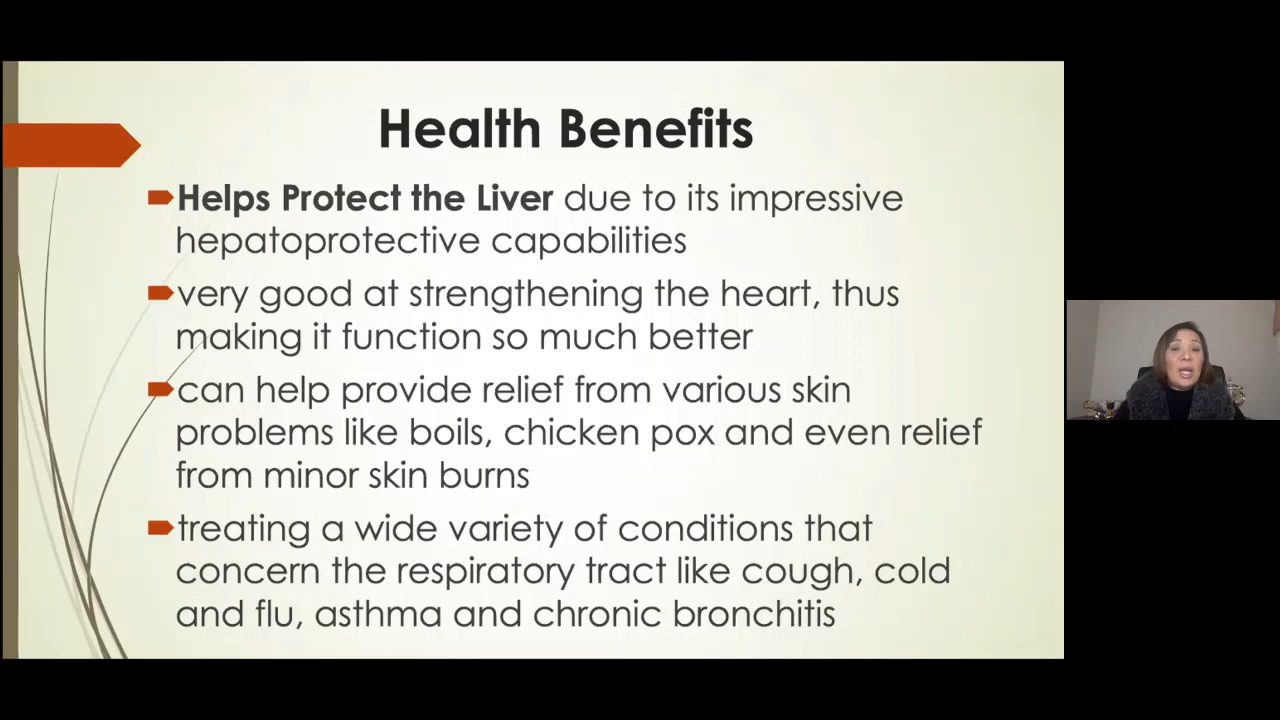 Health Benefits
Helps Protect the Liver due to its impressive
hepatoprotective capabilities
very good at strengthening the heart, thus
making it function so much better
can help provide relief from various skin
problems like boils, chicken pox and even relief
from minor skin burns
treating a wide variety of conditions that
concern the respiratory tract like cough, cold
and flu, asthma and chronic bronchitis